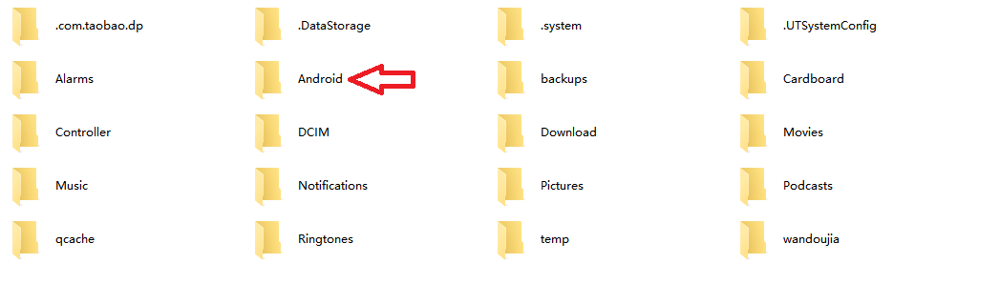 .com.taobao.dp
.DataStorage
.system
.UTSystemConfig
Alarms
Android
backups
Cardboard
Controller
DCIM
Download
Movies
Music
Notifications
Pictures
Podcasts
qcache
Ringtones
temp
wandoujia